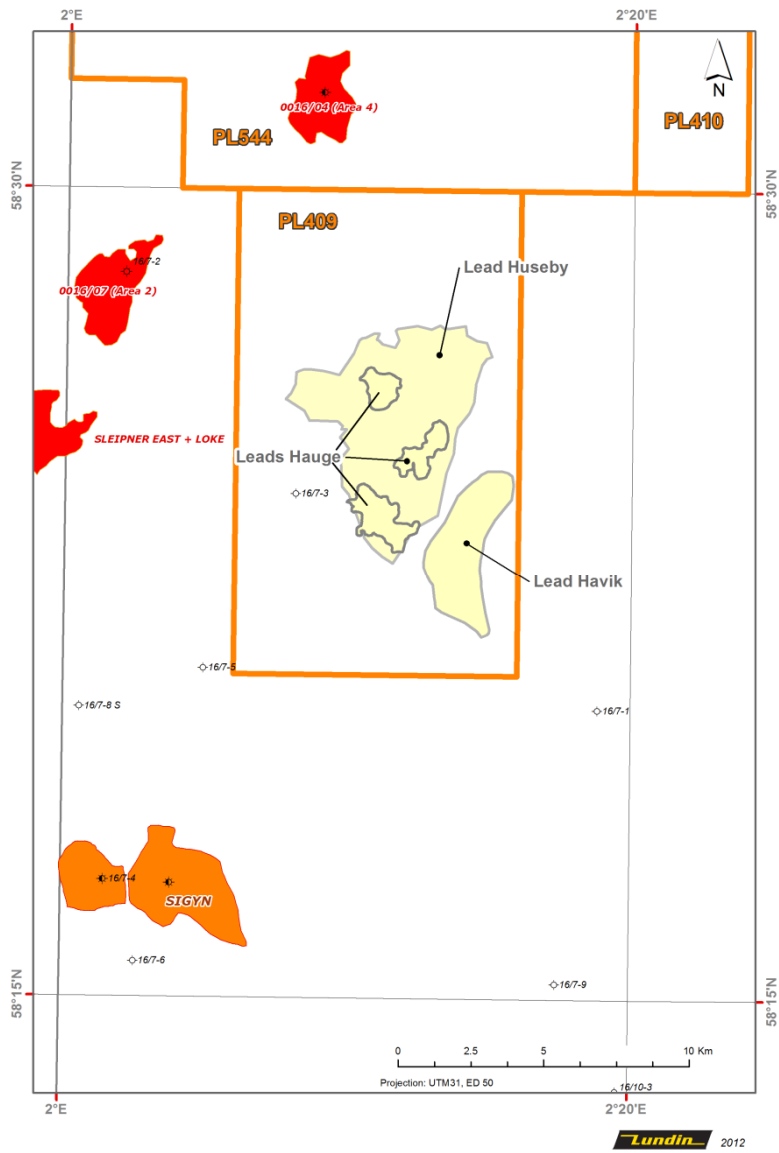 2°E
2°20'E
N
0016/04 (Area 4)
PL544
PL410
58°30'N
58°30'N
PL409
16/7-2
Lead Huseby
0016/07 (Area 2)
SLEIPNER EAST + LOKE
Leads Hauge
16/7-3
Lead Havik
16/7-5
16/7-8 S
16/7-1
16/7-4
SIGYN
16/7-6
16/7-9
58°15'N
58°15'N
0 2.5 5 10 Km
Projection: UTM31, ED 50
16/10-3
2°E
2°20'E
Lundin 2012